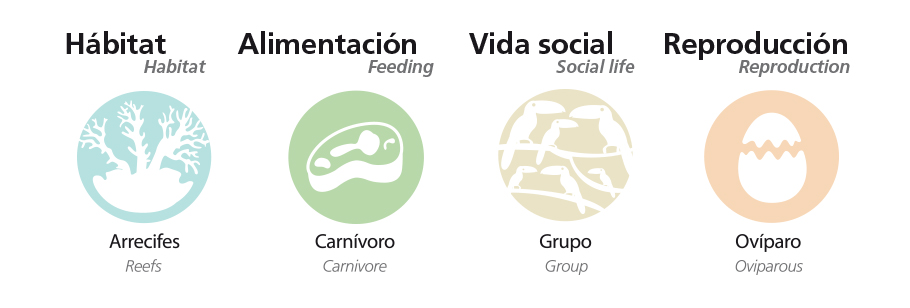 Hábitat
Habitat
Arrecifes
Reefs
Alimentación
Feeding
Carnívoro
Carnivore
Vida social
Social life
Grupo
Group
Reproducción
Reproduction
Ovíparo
Oviparous